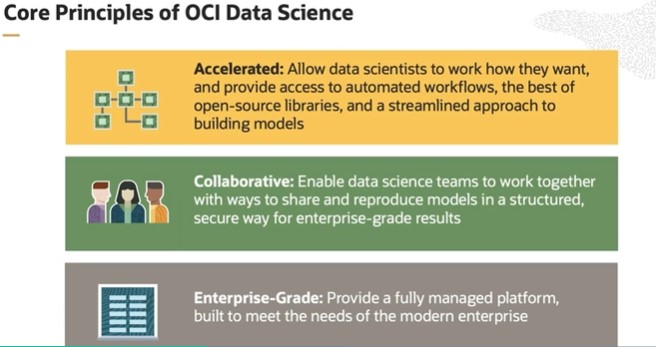 Core Principles of OCI Data Science
Accelerated: Allow data scientists to work how they want,
and provide access to automated workflows, the best of
open-source libraries, and a streamlined approach to
building models
Collaborative: Enable data science teams to work together
with ways to share and reproduce models in a structured,
secure way for enterprise-grade results
Enterprise-Grade: Provide a fully managed platform,
built to meet the needs of the modern enterprise